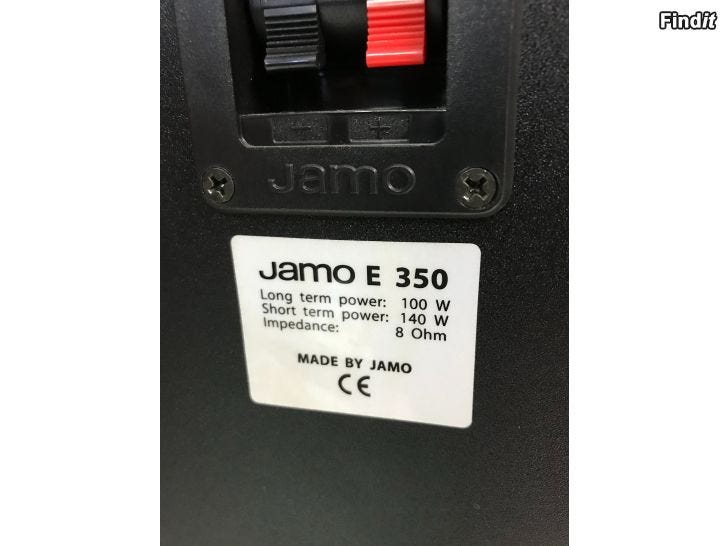 Findit
- +
Jamo
Jamo E 350
Long term power: 100 W
Short term power: 140 W
Impedance: 8 Ohm
MADE BY JAMO
CE